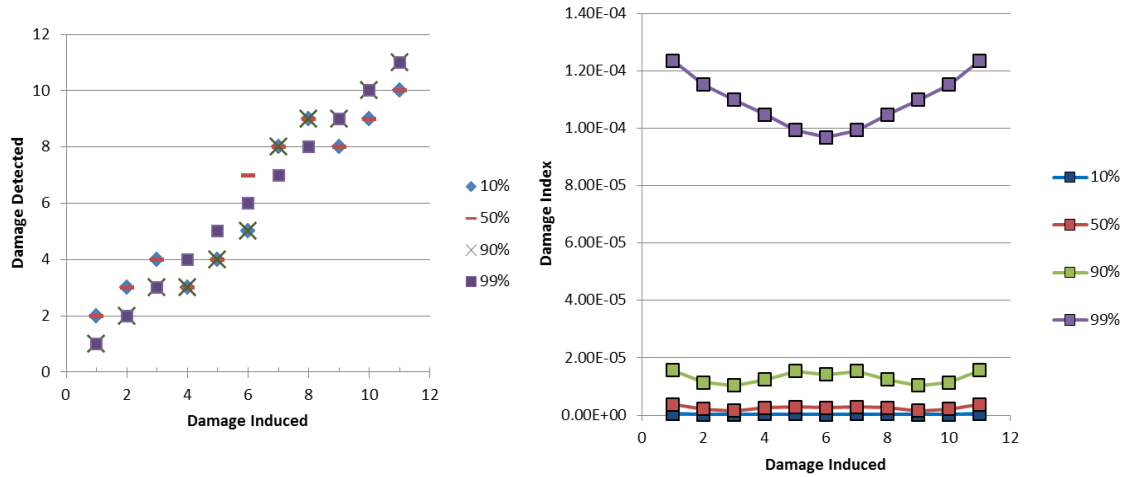 12
10
8
6
4
2
0
0 2 4 6 8 10 12
Damage Detected
Damage Induced
10%
50%
90%
99%
1.40E-04
1.20E-04
1.00E-04
8.00E-05
6.00E-05
4.00E-05
2.00E-05
0.00E+00
0 2 4 6 8 10 12
Damage Index
Damage Induced
10%
50%
90%
99%